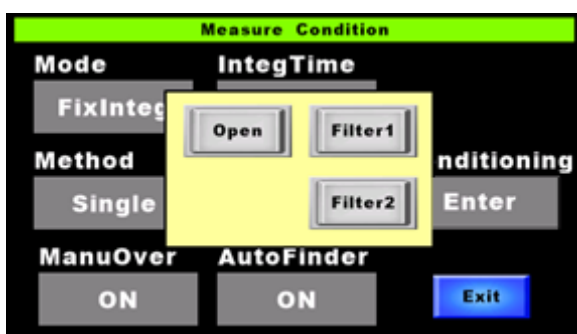 Measure Condition
Mode IntegTime
FixInteg
Open Filter1
Method nditioning
Single Filter2 Enter
ManuOver AutoFinder
ON ON Exit